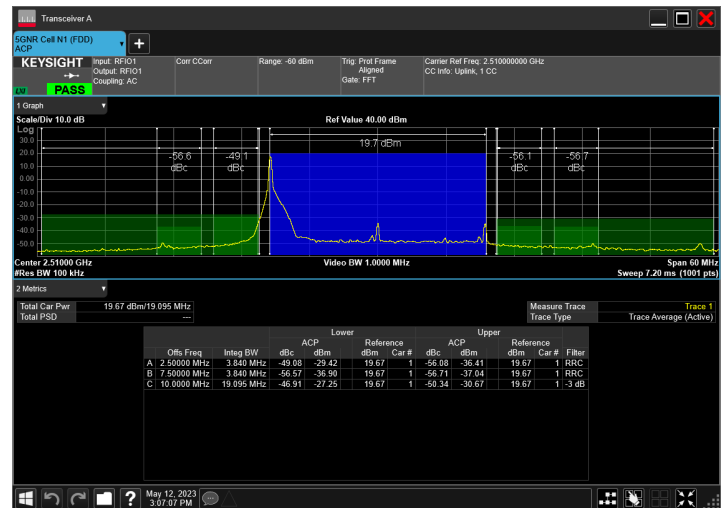 Transceiver A
5GNR Cell N1 (FDD)
ACP
KEYSIGHT
LXI
PASS
Input: RFIO1
Output: RFIO1
Coupling: AC
Corr CCorr
Range: -60 dBm
Trig: Prot Frame
Aligned
Gate: FFT
Carrier Ref Freq: 2.510000000 GHz
CC Info: Uplink, 1 CC
1 Graph
Scale/Div 10.0 dB
Ref Value 40.00 dBm
Log
30.0
20.0
10.0
0.00
-10.0
-20.0
-30.0
-40.0
-50.0
19.7 dBm
-56.6
dBc
-49.1
dBc
-56.1
dBc
-56.7
dBc
Center 2.51000 GHz
Video BW 1.0000 MHz
Span 60 MHz
#Res BW 100 kHz
Sweep 7.20 ms (1001 pts)
2 Metrics
Total Car Pwr 19.67 dBm/19.095 MHz
Total PSD ---
Measure Trace Trace 1
Trace Type Trace Average (Active)
Lower Upper
ACP Reference ACP Reference
Offs Freq Integ BW dBc dBm dBm Car # dBc dBm dBm Car # Filter
A 2.50000 MHz 3.840 MHz -49.08 -29.42 19.67 1 -56.08 -36.41 19.67 1 RRC
B 7.50000 MHz 3.840 MHz -56.57 -36.90 19.67 1 -56.71 -37.04 19.67 1 RRC
C 10.0000 MHz 19.095 MHz -46.91 -27.25 19.67 1 -50.34 -30.67 19.67 1 -3 dB
?
May 12, 2023
3:07:07 PM